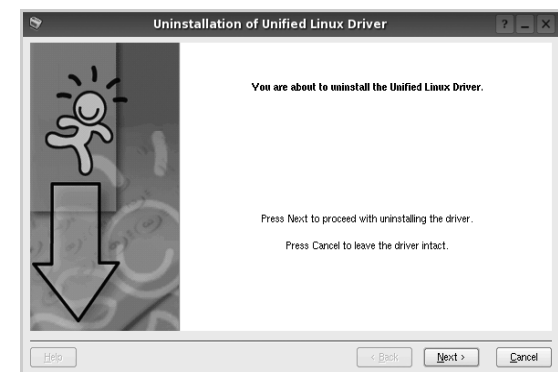 Uninstallation of Unified Linux Driver
You are about to uninstall the Unified Linux Driver.
Press Next to proceed with uninstalling the driver.
Press Cancel to leave the driver intact.
Help
< Back
Next >
Cancel